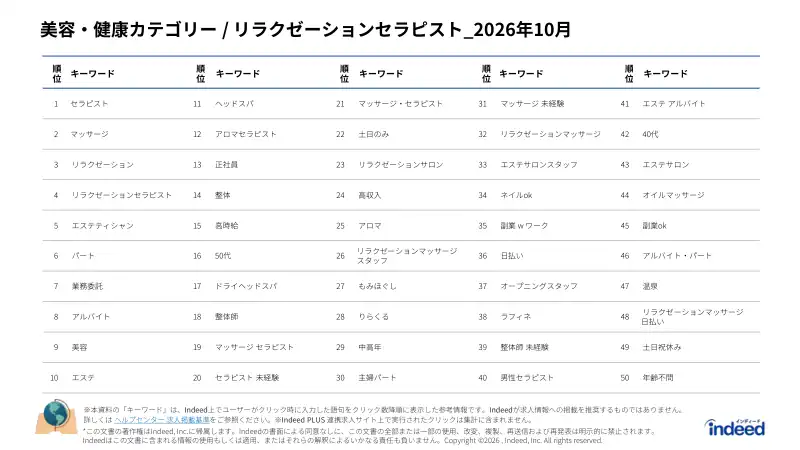 美容・健康カテゴリー / リラクゼーションセラピスト_2026年10月
順位 キーワード 順位 キーワード 順位 キーワード 順位 キーワード 順位 キーワード
1 セラピスト 11 ヘッドスパ 21 マッサージ・セラピスト 31 マッサージ 未経験 41 エステ アルバイト
2 マッサージ 12 アロマセラピスト 22 土日のみ 32 リラクゼーションマッサージ 42 40代
3 リラクゼーション 13 正社員 23 リラクゼーションサロン 33 エステサロンスタッフ 43 エステサロン
4 リラクゼーションセラピスト 14 整体 24 高収入 34 ネイルok 44 オイルマッサージ
5 エステティシャン 15 高時給 25 アロマ 35 副業 w ワーク 45 副業ok
6 パート 16 50代 26 リラクゼーションマッサージ スタッフ 36 日払い 46 アルバイト・パート
7 業務委託 17 ドライヘッドスパ 27 もみほぐし 37 オープニングスタッフ 47 温泉
8 アルバイト 18 整体師 28 りらくる 38 ラフィネ 48 リラクゼーションマッサージ 日払い
9 美容 19 マッサージ セラピスト 29 中高年 39 整体師 未経験 49 土日祝休み
10 エステ 20 セラピスト 未経験 30 主婦パート 40 男性セラピスト 50 年齢不問
※本資料の「キーワード」は、Indeed上でユーザーがクリック時に入力した語句をクリック数降順に表示した参考情報です。Indeedが求人情報への掲載を推奨するものではありません。
詳しくは ヘルプセンター 求人掲載基準をご参照ください。※Indeed PLUS 連携求人サイト上で実行されたクリックは集計に含まれません。
*この文書の著作権はIndeed, Inc.に帰属します。Indeedの書面による同意なしに、この文書の全部または一部の使用、改変、複製、再送信および再発表は明示的に禁止されます。
Indeedはこの文書に含まれる情報の使用もしくは適用、またはそれらの解釈によるいかなる責任も負いません。Copyright ©2026 , Indeed, Inc. All rights reserved.
インディード
indeed